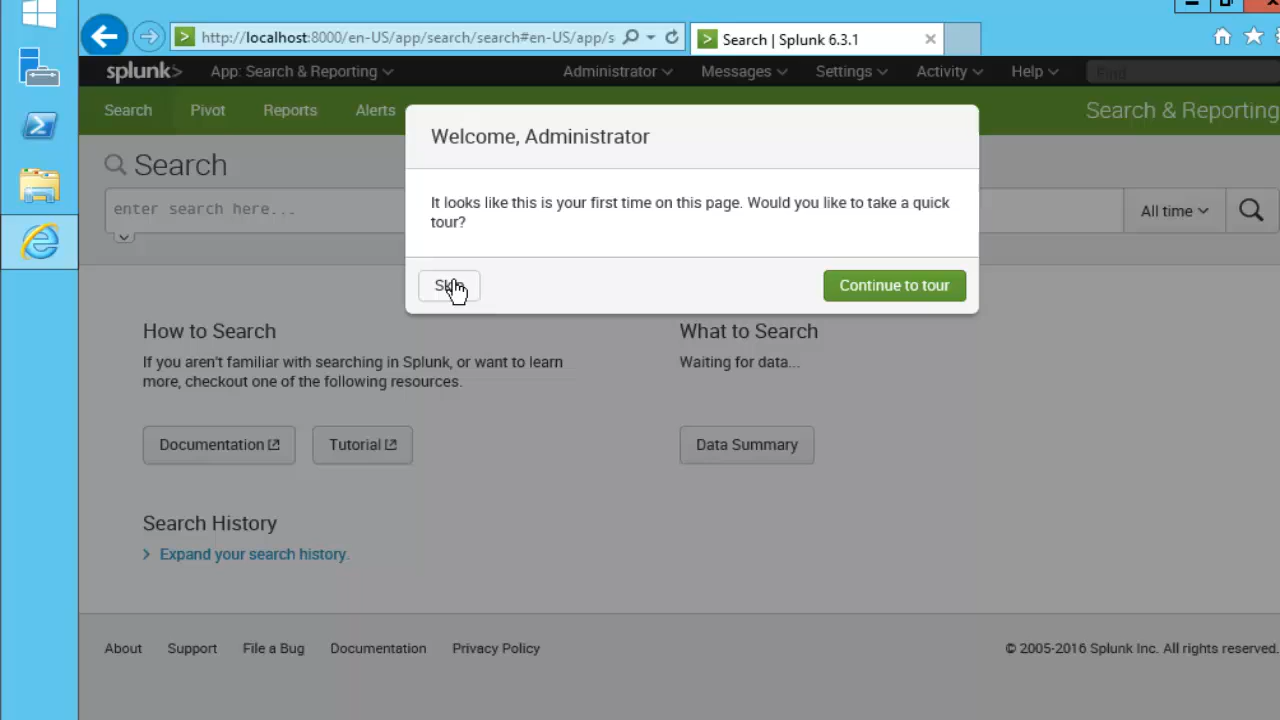 http://localhost:8000/en-US/app/search/search#en-US/app/s
Search | Splunk 6.3.1
splunk>
App: Search & Reporting
Administrator
Messages
Settings
Activity
Help
Find
Search
Pivot
Reports
Alerts
Search & Reporting
Welcome, Administrator
Search
It looks like this is your first time on this page. Would you like to take a quick
tour?
enter search here...
All time
Skip
Continue to tour
How to Search
If you aren't familiar with searching in Splunk, or want to learn
more, checkout one of the following resources.
Documentation
Tutorial
What to Search
Waiting for data...
Data Summary
Search History
Expand your search history.
About
Support
File a Bug
Documentation
Privacy Policy
© 2005-2016 Splunk Inc. All rights reserved.